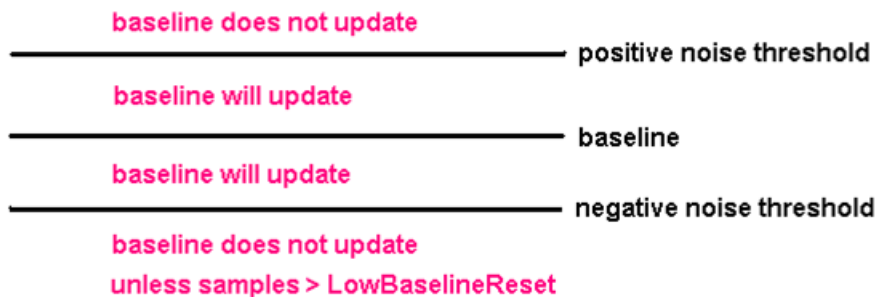 baseline does not update
positive noise threshold
baseline will update
baseline
baseline will update
negative noise threshold
baseline does not update
unless samples > LowBaselineReset